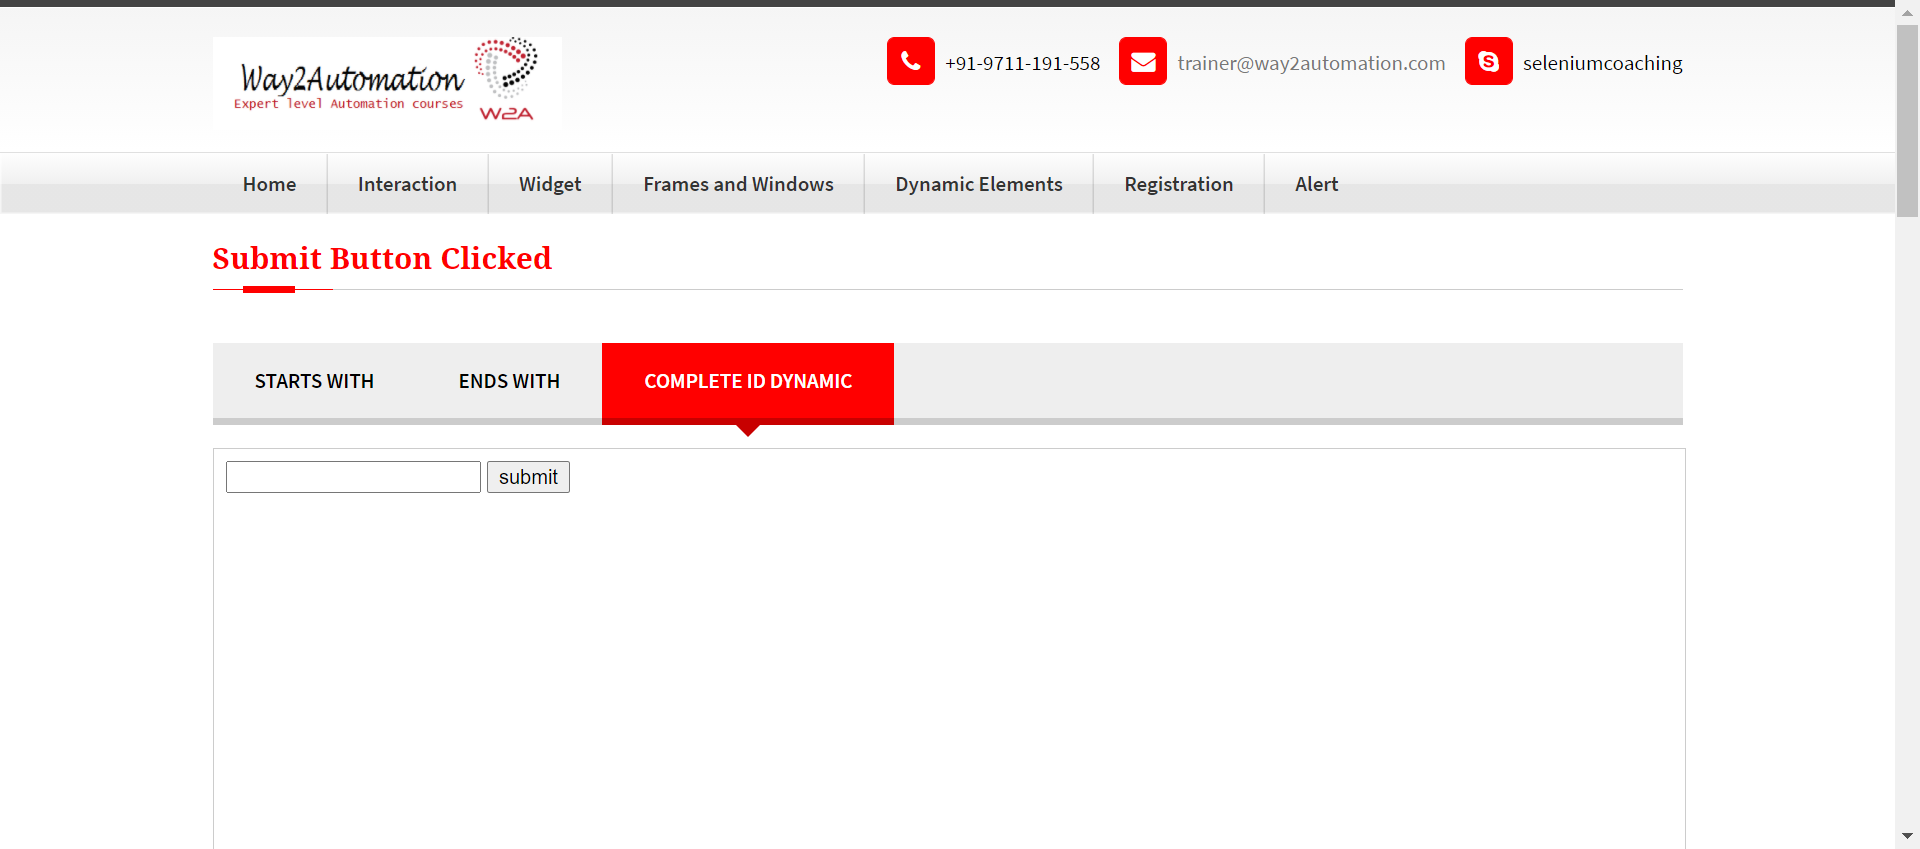 Way2Automation
Expert level Automation courses
W2A
+91-9711-191-558
trainer@way2automation.com
seleniumcoaching
Home
Interaction
Widget
Frames and Windows
Dynamic Elements
Registration
Alert
Submit Button Clicked
STARTS WITH
ENDS WITH
COMPLETE ID DYNAMIC
submit